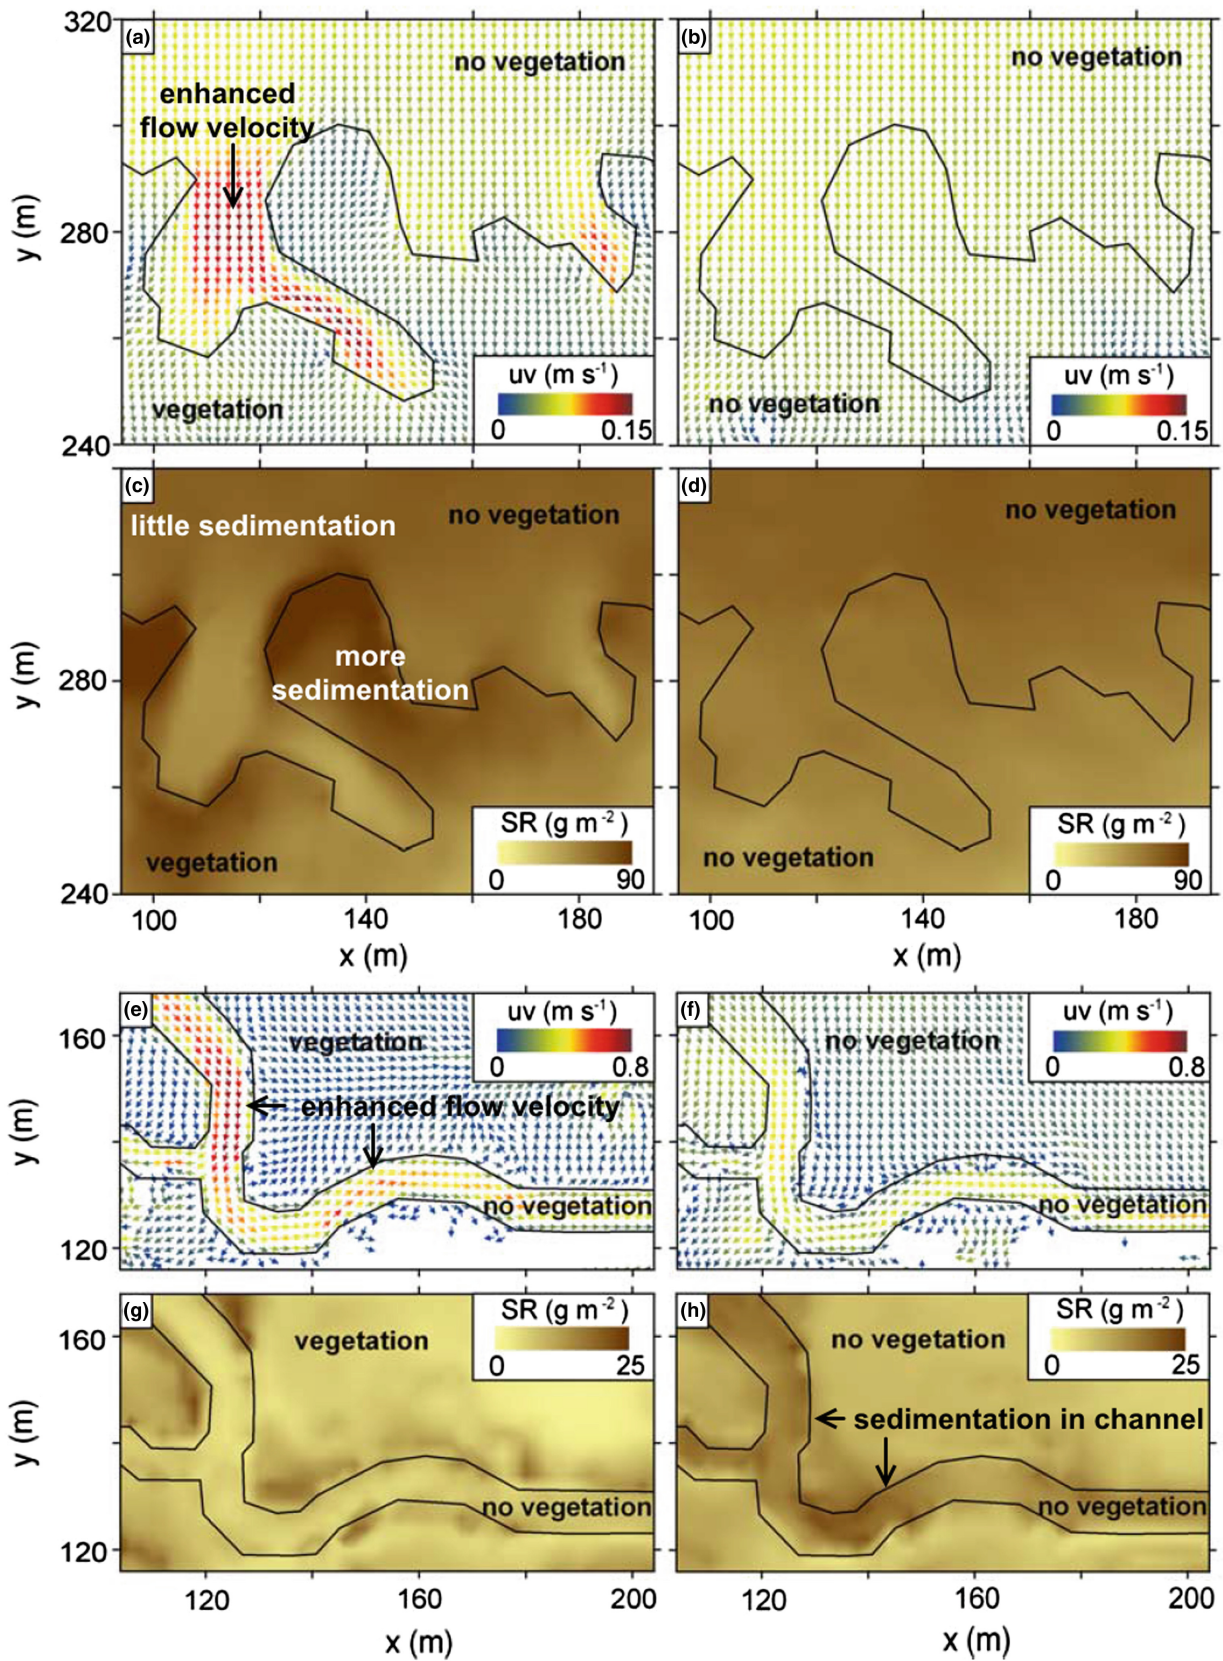 320
(a)
no vegetation
enhanced
flow velocity
280
y (m)
vegetation
240
uv (m s-1)
0
0.15
(b)
no vegetation
no vegetation
uv (m s-1)
0
0.15
(c)
little sedimentation
no vegetation
more
sedimentation
280
y (m)
vegetation
240
SR (g m-2 )
0
90
100
140
180
x (m)
(d)
no vegetation
no vegetation
SR (g m-2 )
0
90
100
140
180
x (m)
(e)
uv (m s-1)
0
0.8
160
vegetation
enhanced flow velocity
y (m)
no vegetation
120
(f)
uv (m s-1)
0
0.8
no vegetation
no vegetation
(g)
SR (g m-2 )
0
25
160
vegetation
y (m)
no vegetation
120
120
160
200
x (m)
(h)
SR (g m-2 )
0
25
no vegetation
sedimentation in channel
no vegetation
120
160
200
x (m)